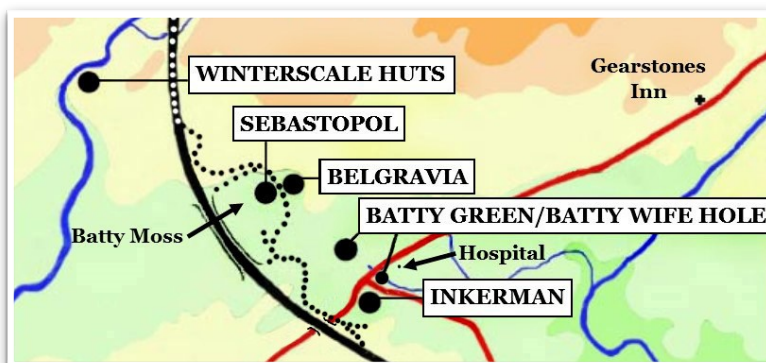 WINTERSCALE HUTS
Gearstones
Inn
SEBASTOPOL
BELGRAVIA
Batty Moss
BATTY GREEN/BATTY WIFE HOLE
Hospital
INKERMAN